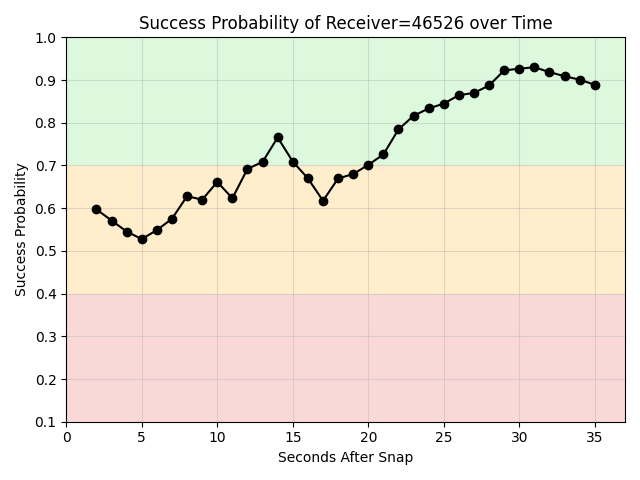 Success Probability of Receiver=46526 over Time
1.0
0.9
0.8
0.7
0.6
0.5
0.4
0.3
0.2
0.1
Success Probability
0 5 10 15 20 25 30 35
Seconds After Snap